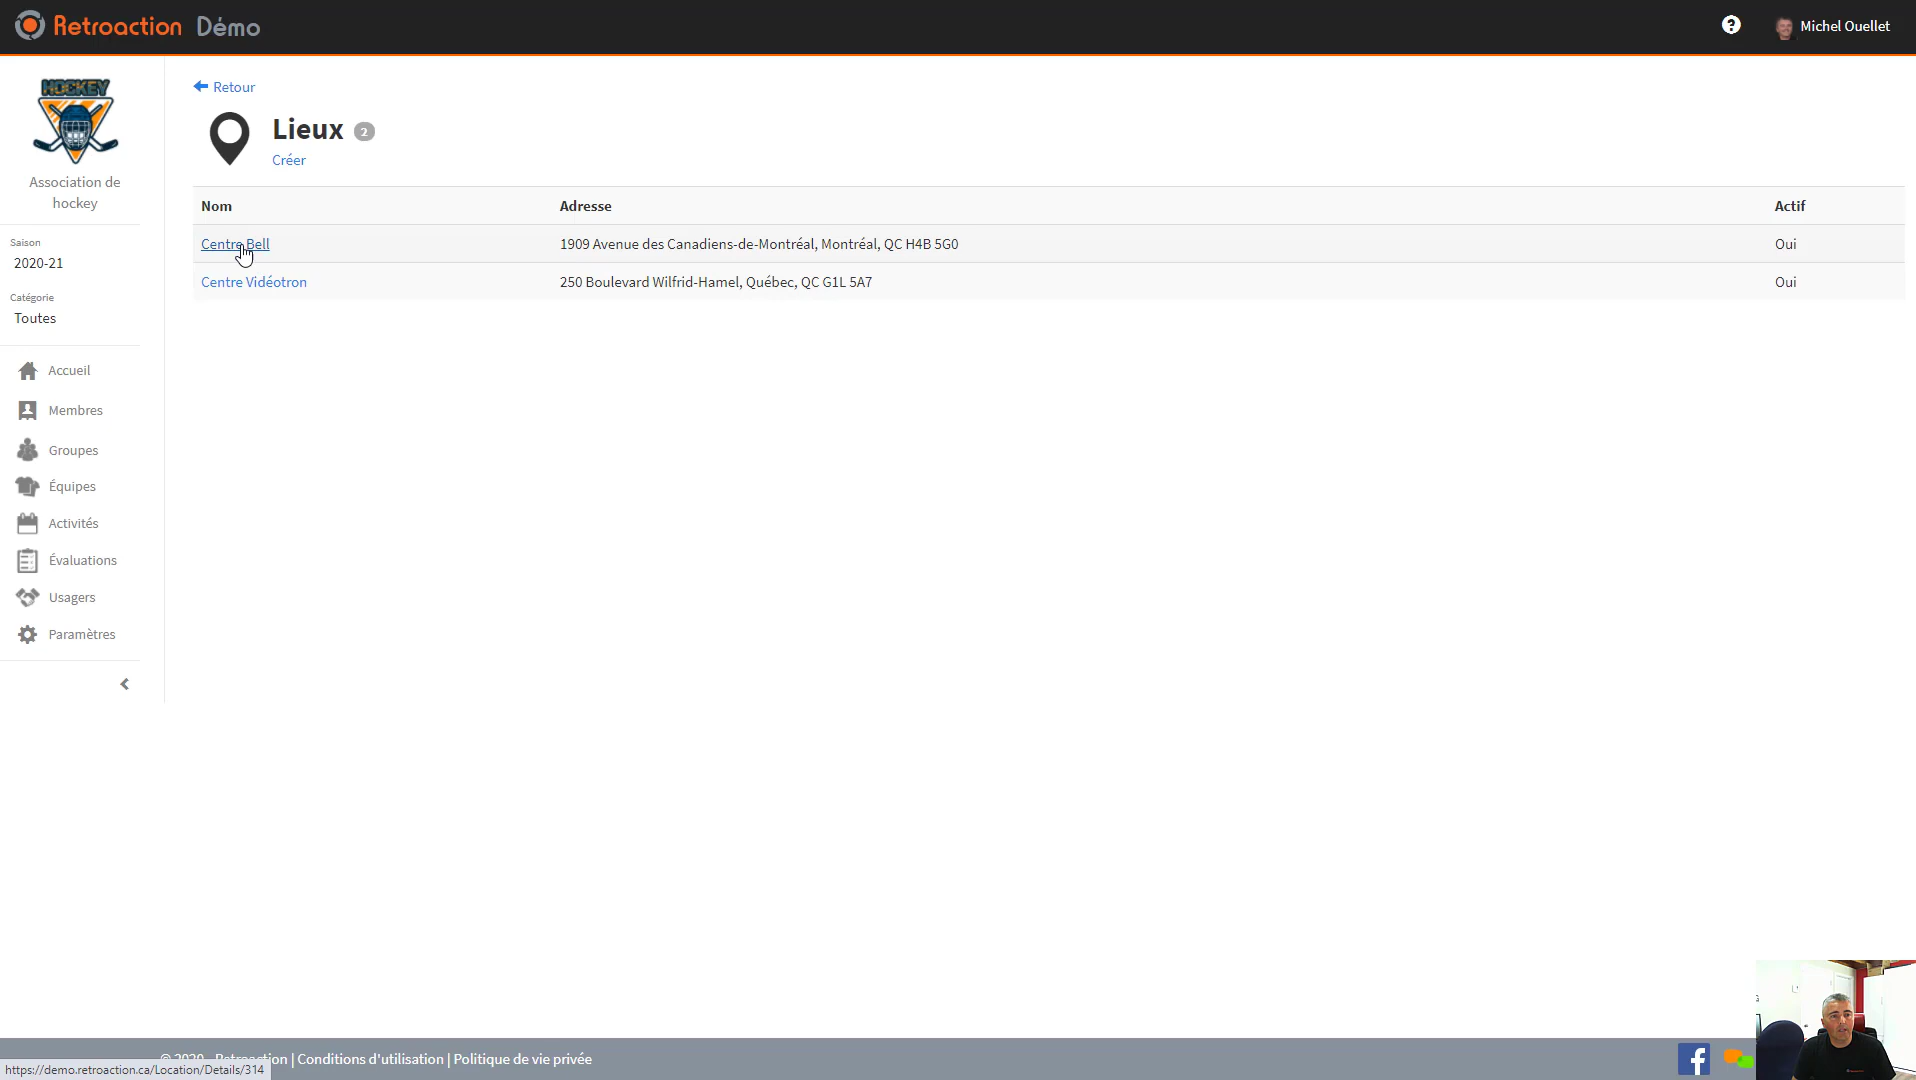 Retroaction Démo
Michel Ouellet
HOCKEY
Association de
hockey
Saison
2020-21
Catégorie
Toutes
Accueil
Membres
Groupes
Équipes
Activités
Évaluations
Usagers
Paramètres
Retour
Lieux 2
Créer
Nom Adresse Actif
Centre Bell 1909 Avenue des Canadiens-de-Montréal, Montréal, QC H4B 5G0 Oui
Centre Vidéotron 250 Boulevard Wilfrid-Hamel, Québec, QC G1L 5A7 Oui
© 2020 - Retroaction | Conditions d'utilisation | Politique de vie privée
https://demo.retroaction.ca/Location/Details/314